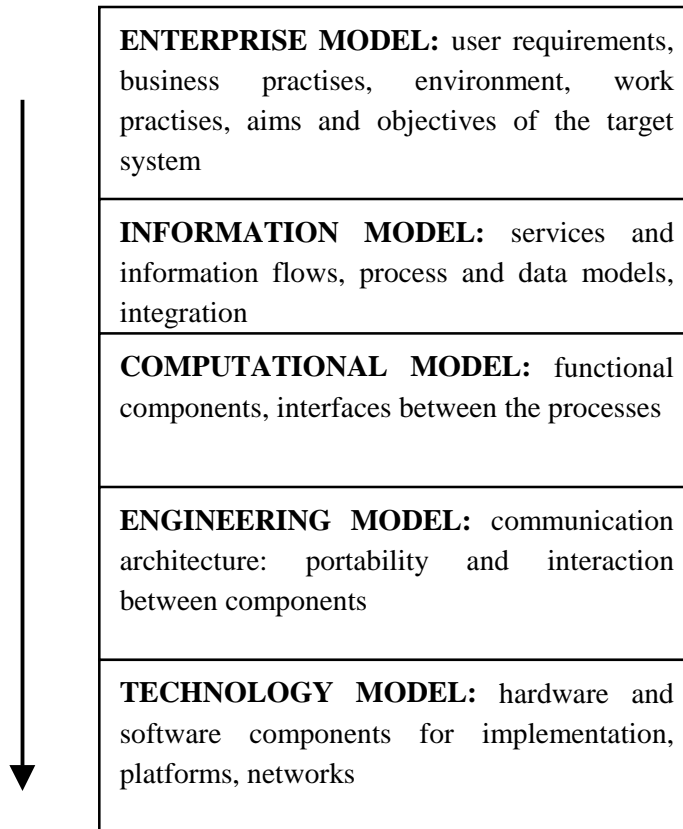 ENTERPRISE MODEL: user requirements,
business practises, environment, work
practises, aims and objectives of the target
system
INFORMATION MODEL: services and
information flows, process and data models,
integration
COMPUTATIONAL MODEL: functional
components, interfaces between the processes
ENGINEERING MODEL: communication
architecture: portability and interaction
between components
TECHNOLOGY MODEL: hardware and
software components for implementation,
platforms, networks